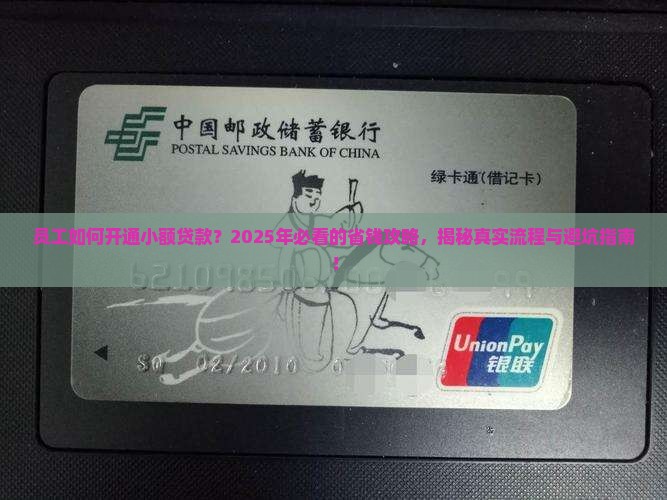 中国邮政储蓄银行
POSTAL SAVINGS BANK OF CHINA
绿卡通(借记卡)
员工如何开通小额贷款？2025年必看的省钱攻略，揭秘真实流程与避坑指南
！
UnionPay
银联
S0 02/2010